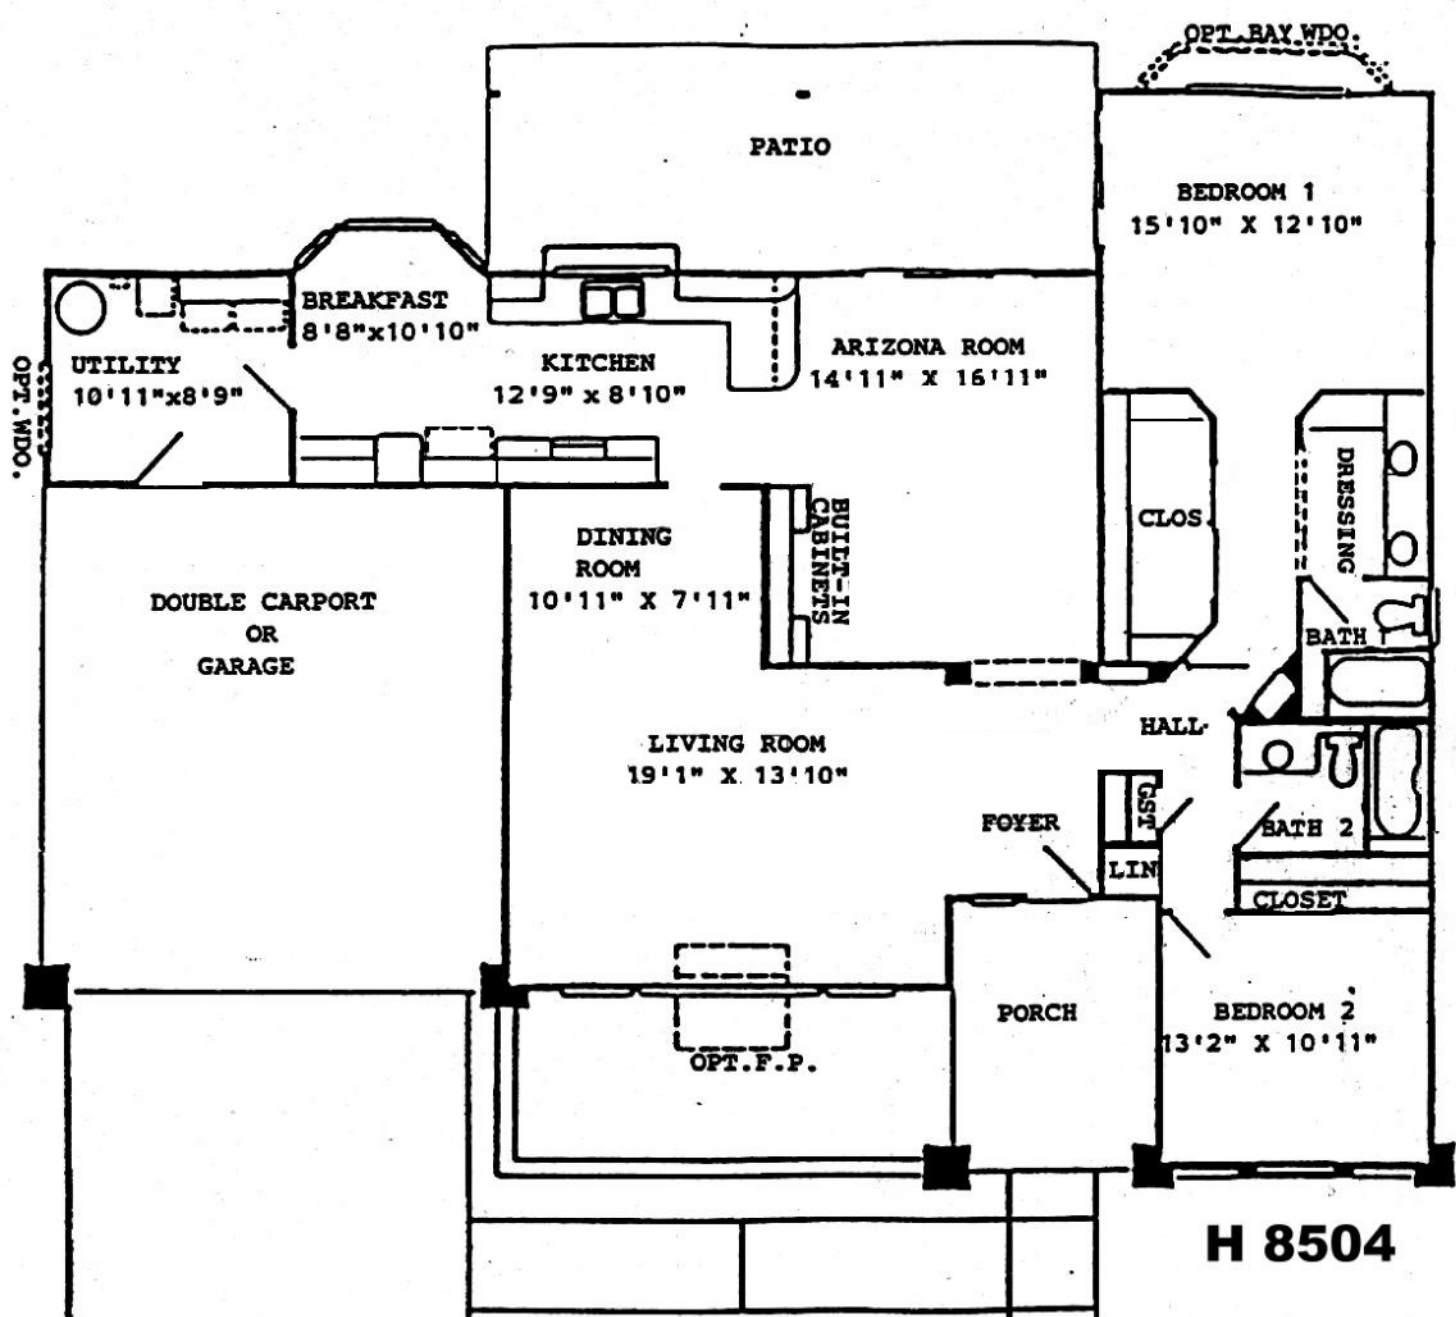 OPT. BAY WDO.
PATIO
BEDROOM 1
15'10" X 12'10"
BREAKFAST
8'8"x10'10"
UTILITY
10'11"x8'9"
OPT.WDO.
KITCHEN
12'9" x 8'10"
ARIZONA ROOM
14'11" X 16'11"
CLOS.
DRESSING
BUILT-IN
CABINETS
DINING
ROOM
10'11" X 7'11"
DOUBLE CARPORT
OR
GARAGE
BATH 1
HALL
LIVING ROOM
19'1" X 13'10"
GST
FOYER
BATH 2
LIN
CLOSET
PORCH
BEDROOM 2
13'2" X 10'11"
OPT.F.P.
H 8504